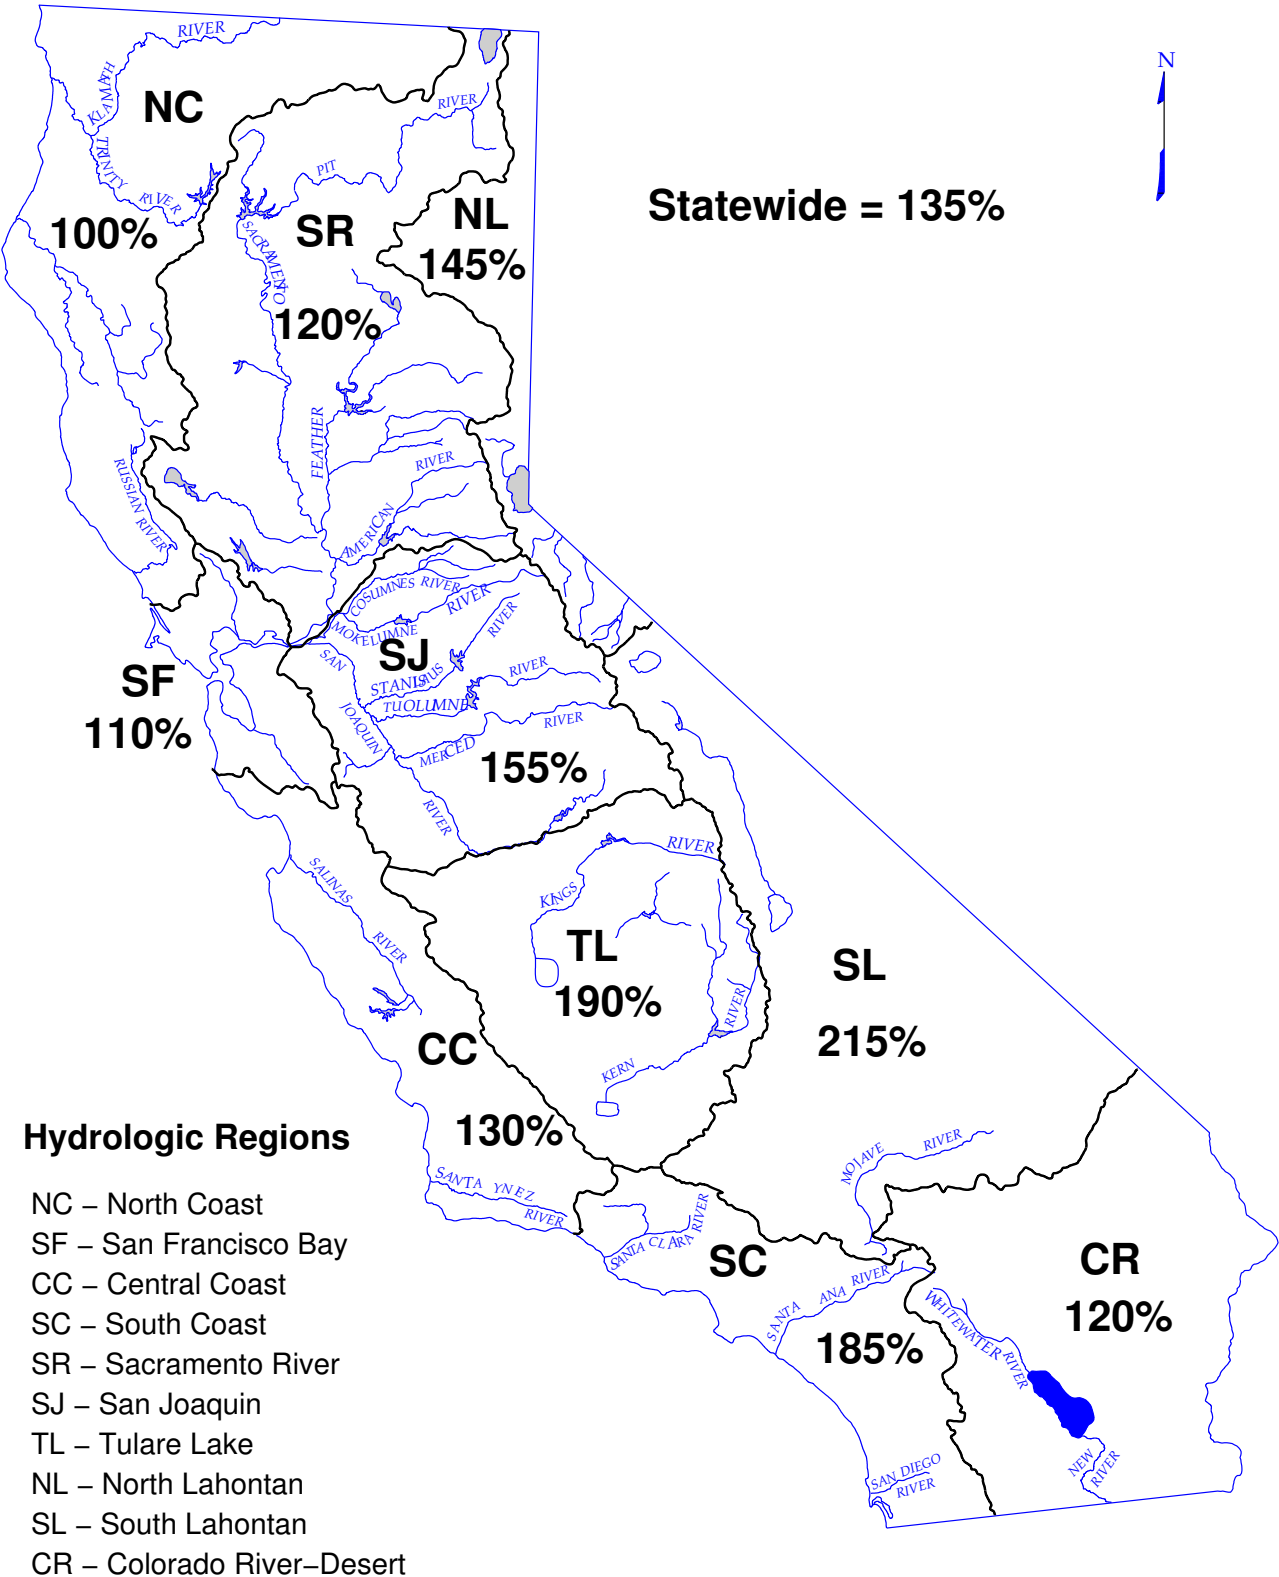 RIVER
N
KLAMATH
NC
RIVER
TRINITY
RIVER
PIT
100%
SR
NL
145%
Statewide = 135%
SACRAMENTO
120%
FEATHER
RIVER
AMERICAN
RUSSIAN RIVER
COSUMNES RIVER
RIVER
MOKELUMNE
RIVER
SAN
SJ
STANISLAUS
RIVER
SF
110%
TUOLUMNE
RIVER
JOAQUIN
MERCED
155%
RIVER
RIVER
SALINAS
RIVER
KINGS
TL
190%
RIVER
SL
215%
CC
RIVER
KERN
130%
Hydrologic Regions
NC – North Coast
SF – San Francisco Bay
CC – Central Coast
SC – South Coast
SR – Sacramento River
SJ – San Joaquin
TL – Tulare Lake
NL – North Lahontan
SL – South Lahontan
CR – Colorado River–Desert
MOJAVE
RIVER
SANTA YNEZ
RIVER
SANTA CLARA RIVER
SC
CR
120%
SANTA ANA RIVER
185%
WHITEWATER
RIVER
NEW
RIVER
SAN DIEGO
RIVER